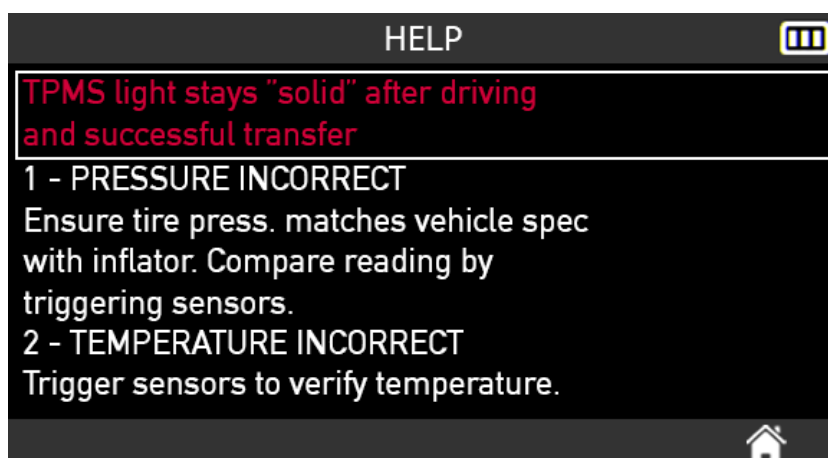 HELP
TPMS light stays "solid" after driving
and successful transfer
1 - PRESSURE INCORRECT
Ensure tire press. matches vehicle spec
with inflator. Compare reading by
triggering sensors.
2 - TEMPERATURE INCORRECT
Trigger sensors to verify temperature.